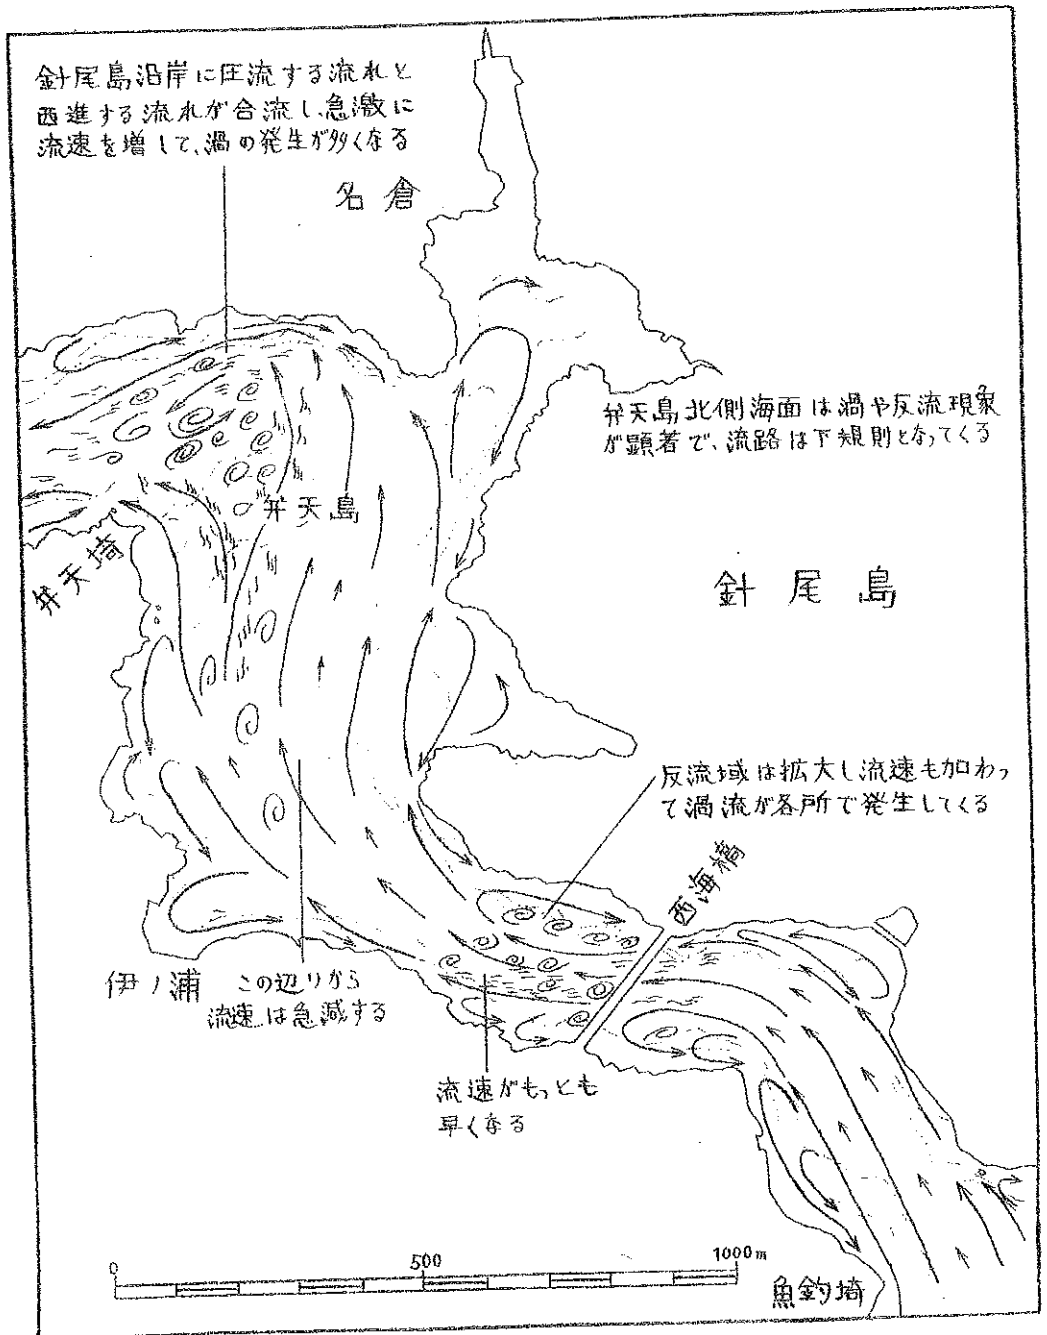 針尾島沿岸に圧流する流れと
西進する流れが合流し、急激に
流速を増して、渦の発生が多くなる
名倉
弁天島北側海面は渦や反流現象
が顕著で、流路は不規則となってくる
弁天島
弁天埼
針尾島
反流域は拡大し流速も加わっ
て渦流が各所で発生してくる
西海橋
伊ノ浦
この辺りから
流速は急減する
流速がもっとも
早くなる
0 500 1000m
魚釣埼